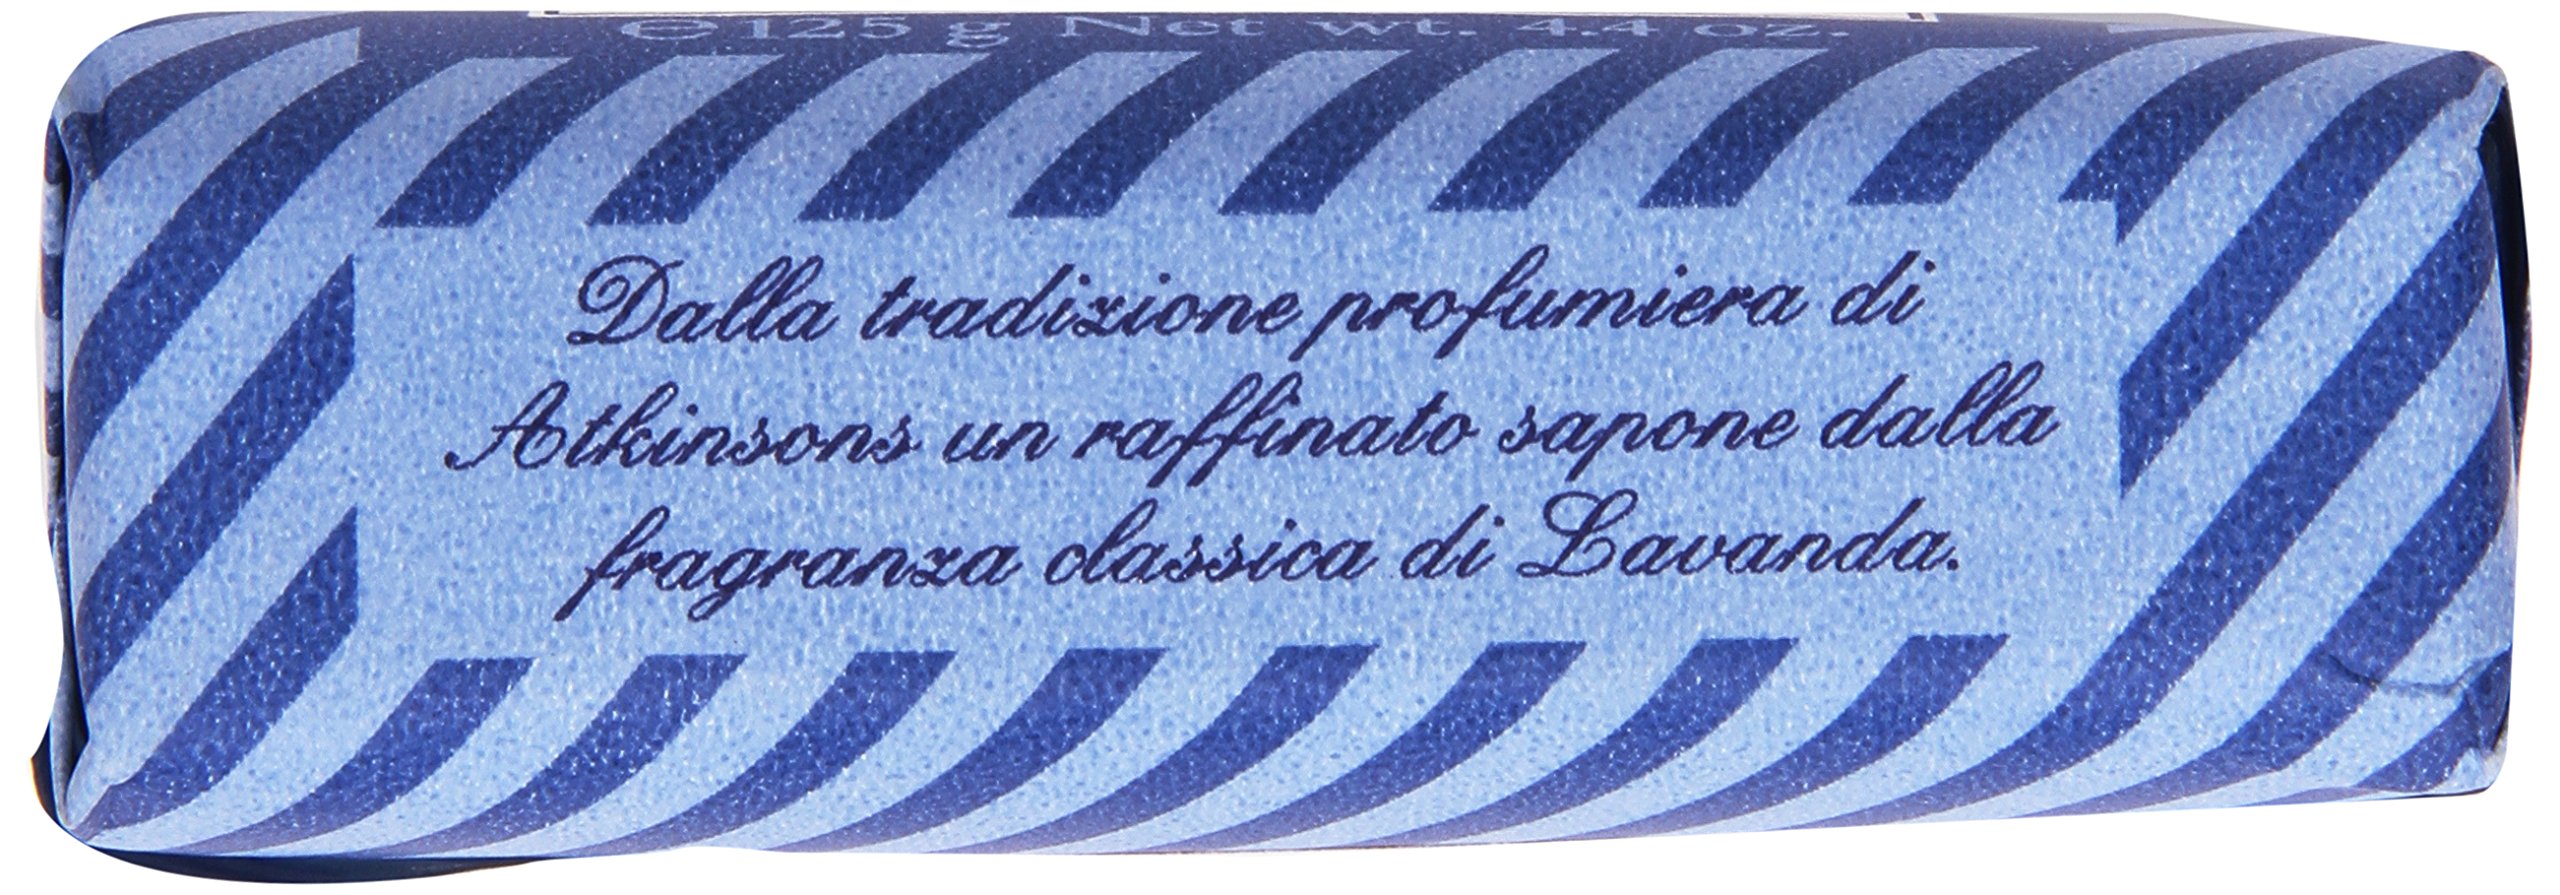 ℮125 g Net wt. 4.4 oz.
Dalla tradizione profumiera di
Atkinsons un raffinato sapone dalla
fragranza classica di Lavanda.